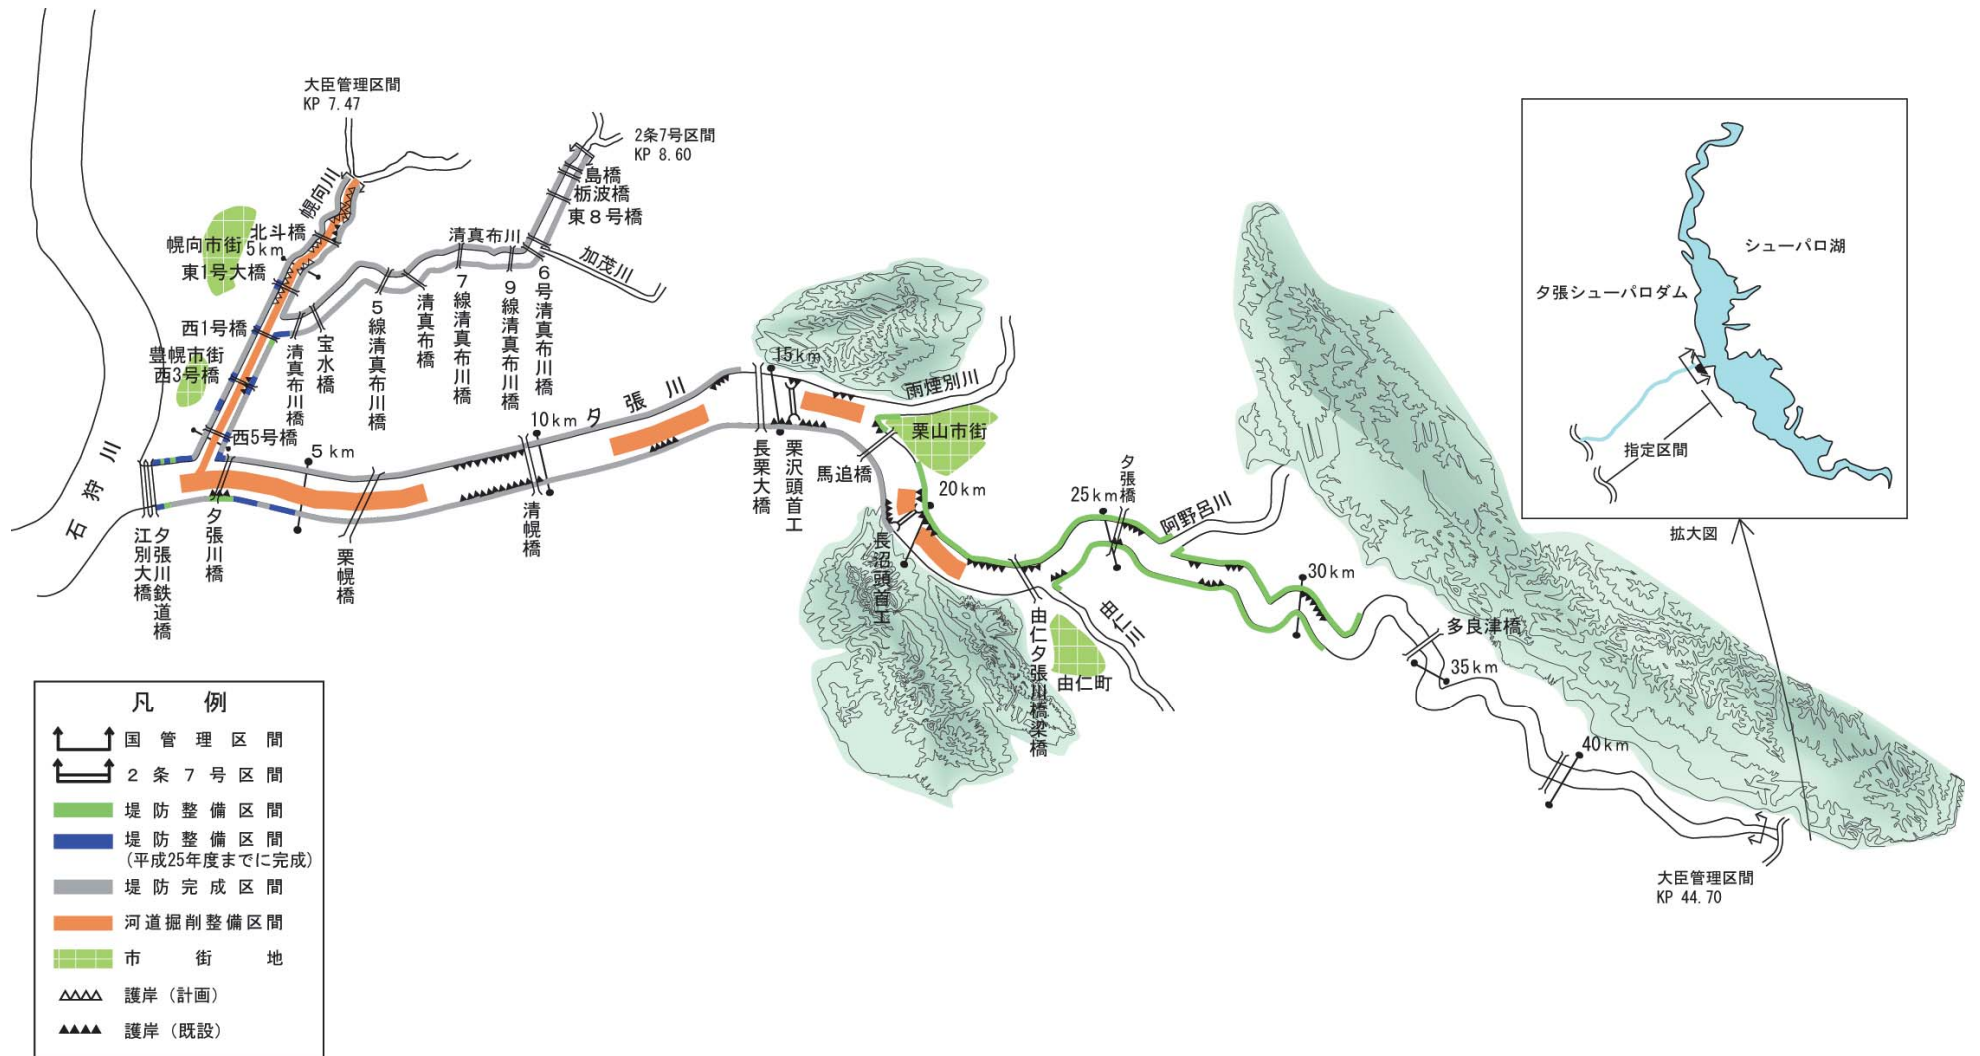 大臣管理区間
KP 7.47
2条7号区間
KP 8.60
幌向川
島橋
栃波橋
東8号橋
北斗橋
幌向市街
5km
東1号大橋
清真布川
加茂川
西1号橋
豊幌市街
西3号橋
西5号橋
清真布川橋
宝水橋
5線清真布川橋
清真布橋
7線清真布川橋
9線清真布川橋
6号清真布川橋
石狩川
夕張川
5km
10km
15km
20km
25km
30km
35km
40km
江別大橋
夕張川鉄道橋
夕張川橋
栗幌橋
清幌橋
長栗大橋
栗沢頭首工
雨煙別川
栗山市街
馬追橋
長沼頭首工
夕張橋
阿野呂川
由仁夕張川橋梁橋
由仁川
由仁町
多良津橋
大臣管理区間
KP 44.70
シューパロ湖
夕張シューパロダム
指定区間
拡大図
凡例
国管理区間
2条7号区間
堤防整備区間
堤防整備区間
(平成25年度までに完成)
堤防完成区間
河道掘削整備区間
市街地
護岸(計画)
護岸(既設)